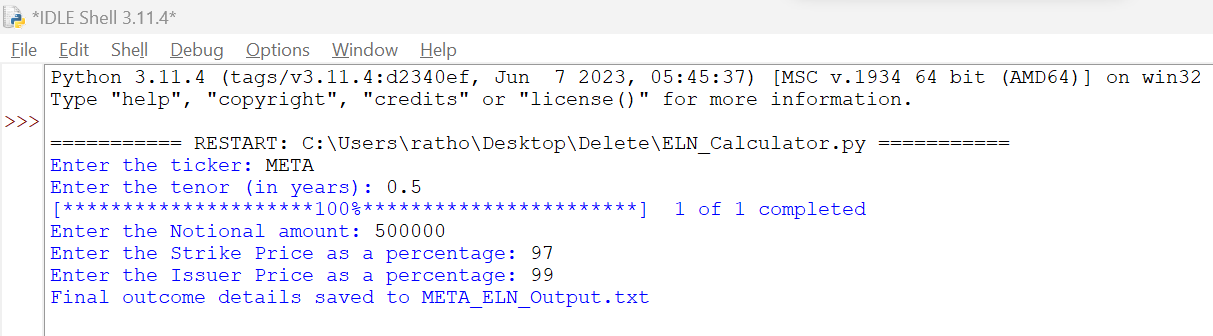 *IDLE Shell 3.11.4*
File Edit Shell Debug Options Window Help
Python 3.11.4 (tags/v3.11.4:d2340ef, Jun  7 2023, 05:45:37) [MSC v.1934 64 bit (AMD64)] on win32
Type "help", "copyright", "credits" or "license()" for more information.
>>>
=========== RESTART: C:\Users\ratho\Desktop\Delete\ELN_Calculator.py ===========
Enter the ticker: META
Enter the tenor (in years): 0.5
[**********************100%***********************]  1 of 1 completed
Enter the Notional amount: 500000
Enter the Strike Price as a percentage: 97
Enter the Issuer Price as a percentage: 99
Final outcome details saved to META_ELN_Output.txt